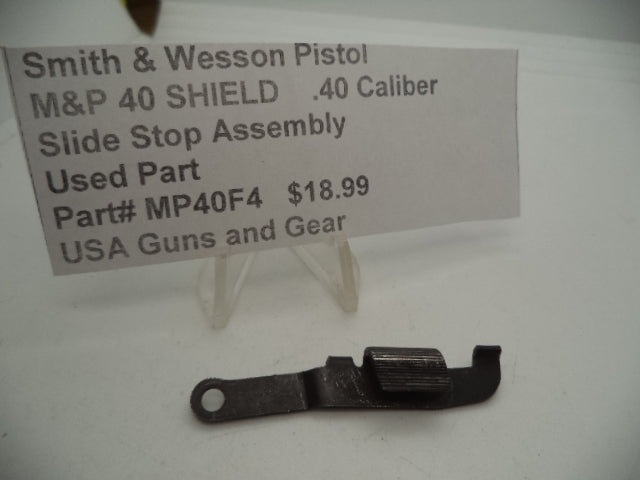 Smith & Wesson Pistol
M&P 40 SHIELD .40 Caliber
Slide Stop Assembly
Used Part
Part# MP40F4 $18.99
USA Guns and Gear